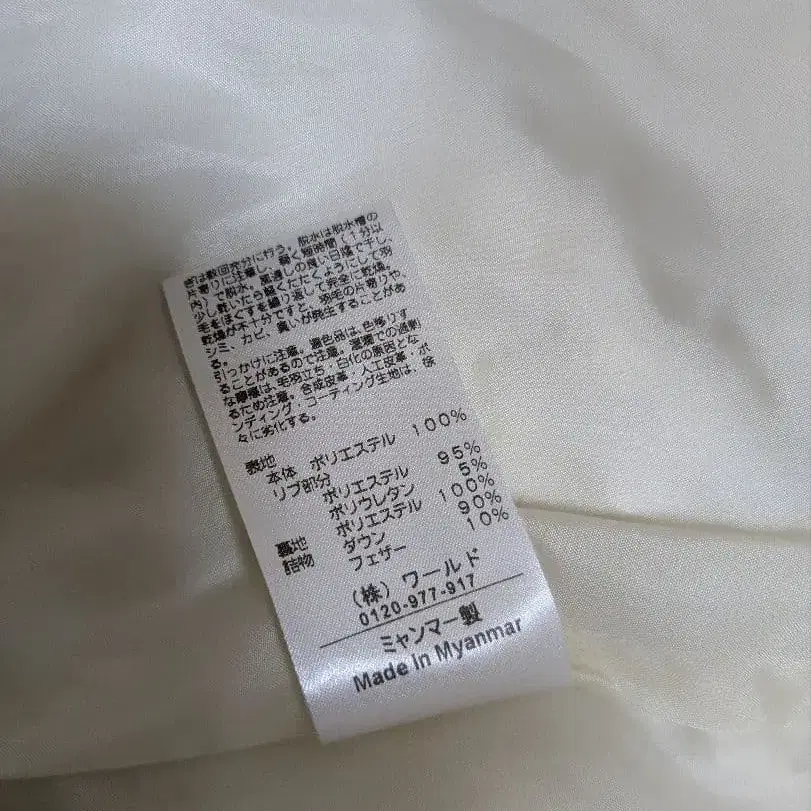 ぎは数回充分に行う。脱水は脱水槽の
片寄りに注意し、軽く短時間（１分以
内）で脱水。風通しの良い日陰で干し、
少し乾いたら軽くたたくようにして羽
毛をほぐすを繰り返して完全に乾燥。
乾燥が不十分ですと、羽毛の片寄りや、
シミ、カビ、臭いが発生することがあ
る。
引っかけに注意。濃色品は、色移りす
ることがあるので注意。湿潤での過剰
な摩擦は、毛羽立ち・白化の原因とな
るため注意。合成皮革・人工皮革・ボ
ンディング・コーティング生地は、徐
々に劣化する。
表地
本体 ポリエステル 100%
リブ部分
ポリエステル 95%
ポリウレタン 5%
裏地 ポリエステル 100%
詰物 ダウン 90%
フェザー 10%
（株）ワールド
0120-977-917
ミャンマー製
Made In Myanmar